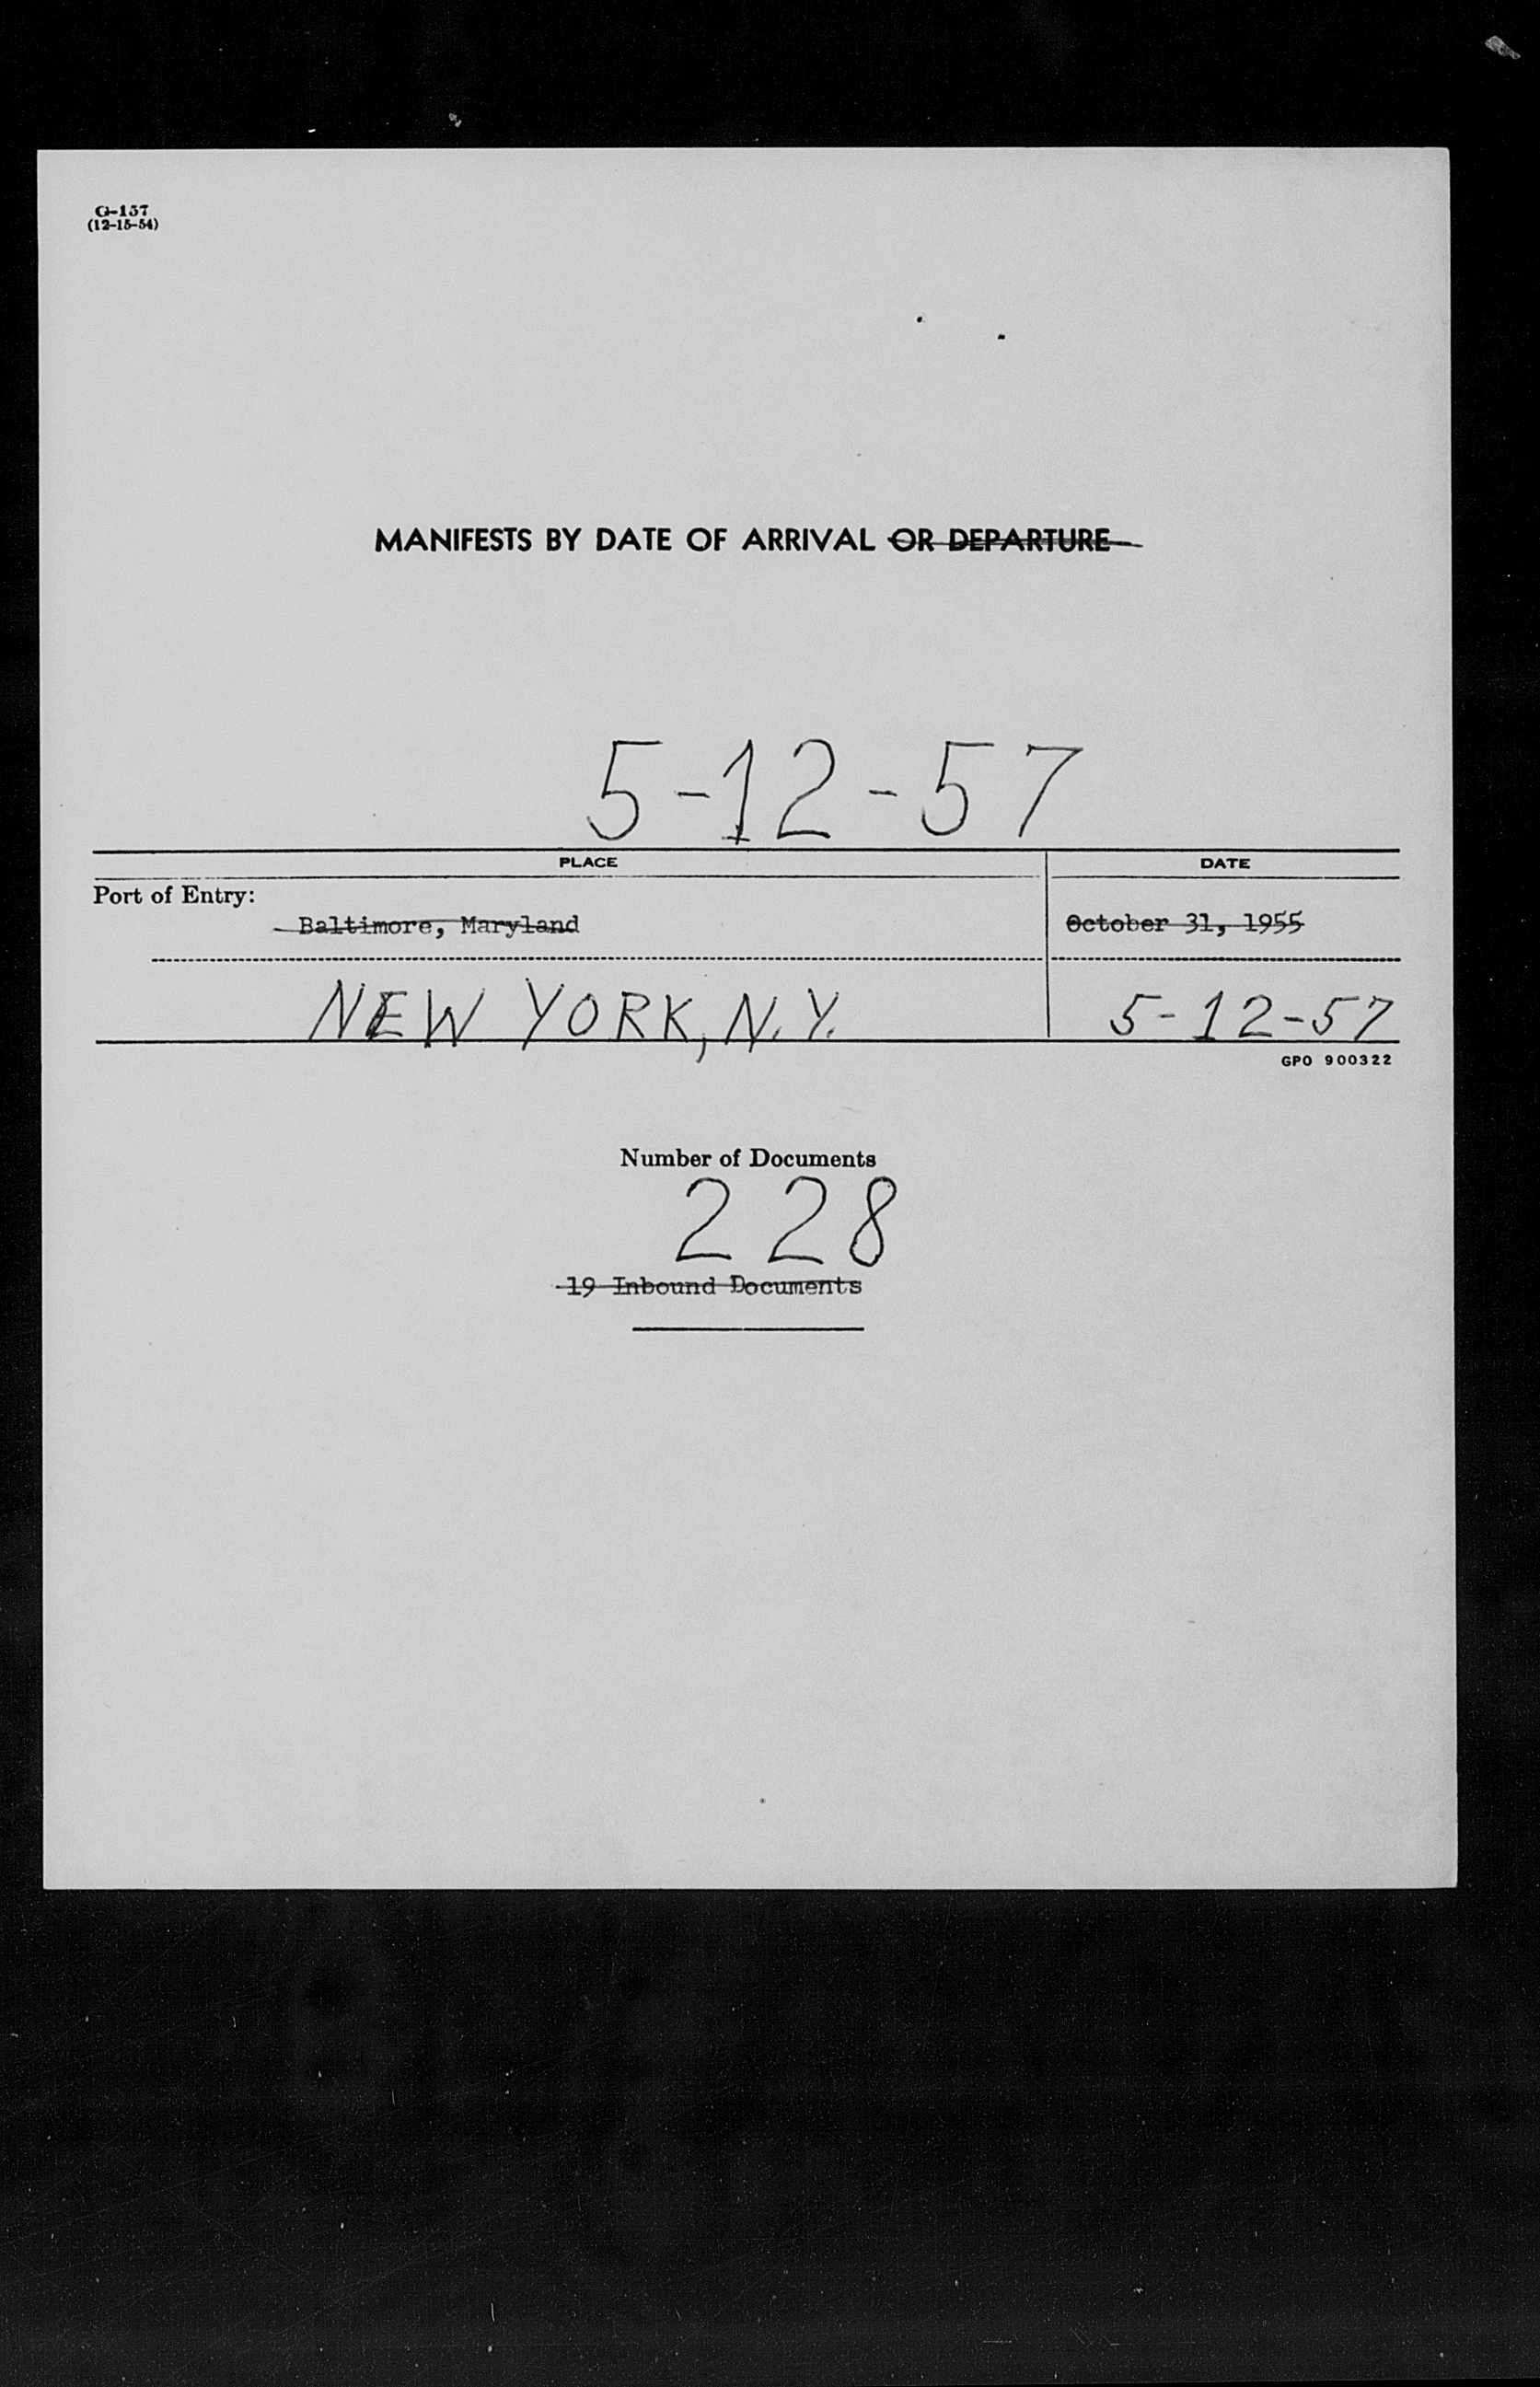 G-157
(12-15-54)
MANIFESTS BY DATE OF ARRIVAL OR DEPARTURE
5-12-57
PLACE DATE
Port of Entry:
Baltimore, Maryland October 31, 1955
NEW YORK, N.Y. 5-12-57
GPO 900322
Number of Documents
228
19 Inbound Documents